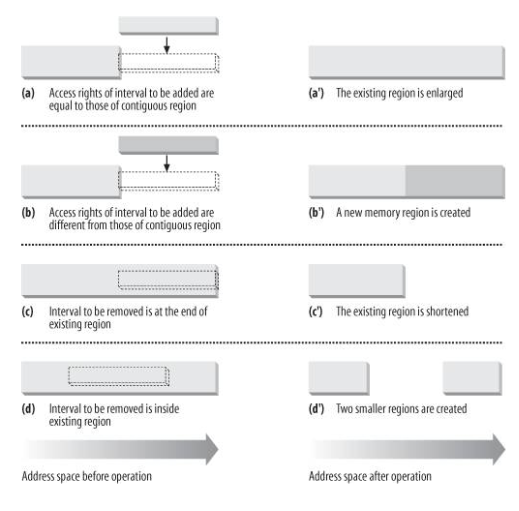 (a) Access rights of interval to be added are
equal to those of contiguous region
(a') The existing region is enlarged
(b) Access rights of interval to be added are
different from those of contiguous region
(b') A new memory region is created
(c) Interval to be removed is at the end of
existing region
(c') The existing region is shortened
(d) Interval to be removed is inside
existing region
(d') Two smaller regions are created
Address space before operation
Address space after operation